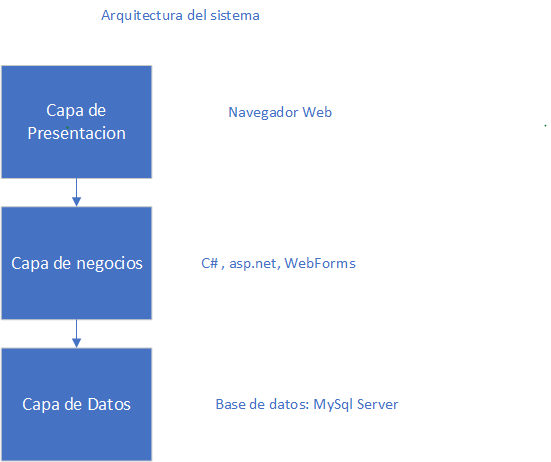 Arquitectura del sistema
Capa de
Presentacion
Navegador Web
Capa de negocios
C# , asp.net, WebForms
Capa de Datos
Base de datos: MySql Server